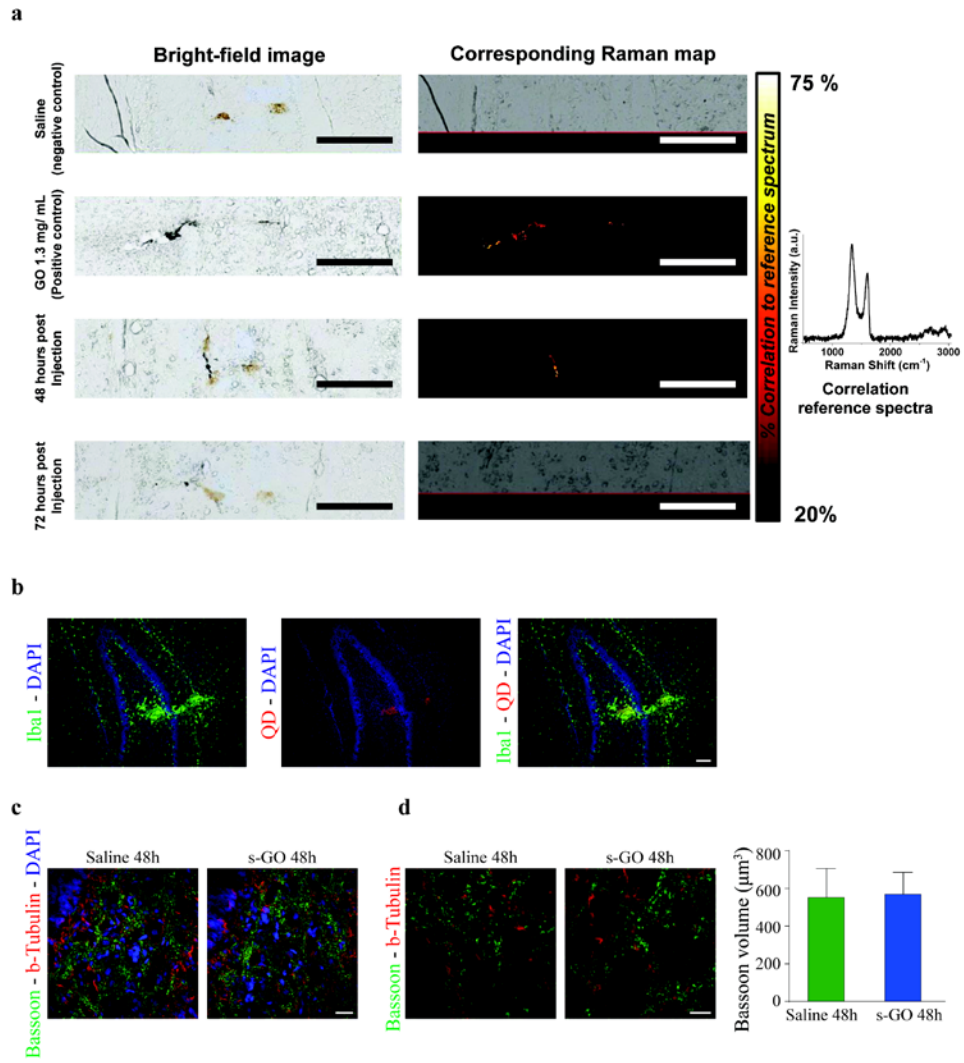 a
Bright-field image
Corresponding Raman map
Saline
(negative control)
GO 1.3 mg/ mL
(Positive control)
48 hours post
Injection
72 hours post
Injection
75 %
% Correlation to reference spectrum
20%
Raman Intensity (a.u.)
1000 2000 3000
Raman Shift (cm⁻¹)
Correlation
reference spectra
b
Iba1 - DAPI
QD - DAPI
Iba1 - QD - DAPI
c
Bassoon - b-Tubulin - DAPI
Saline 48h
s-GO 48h
d
Bassoon - b-Tubulin
Saline 48h
s-GO 48h
Bassoon volume (μm³)
800
600
400
200
0
Saline 48h
s-GO 48h